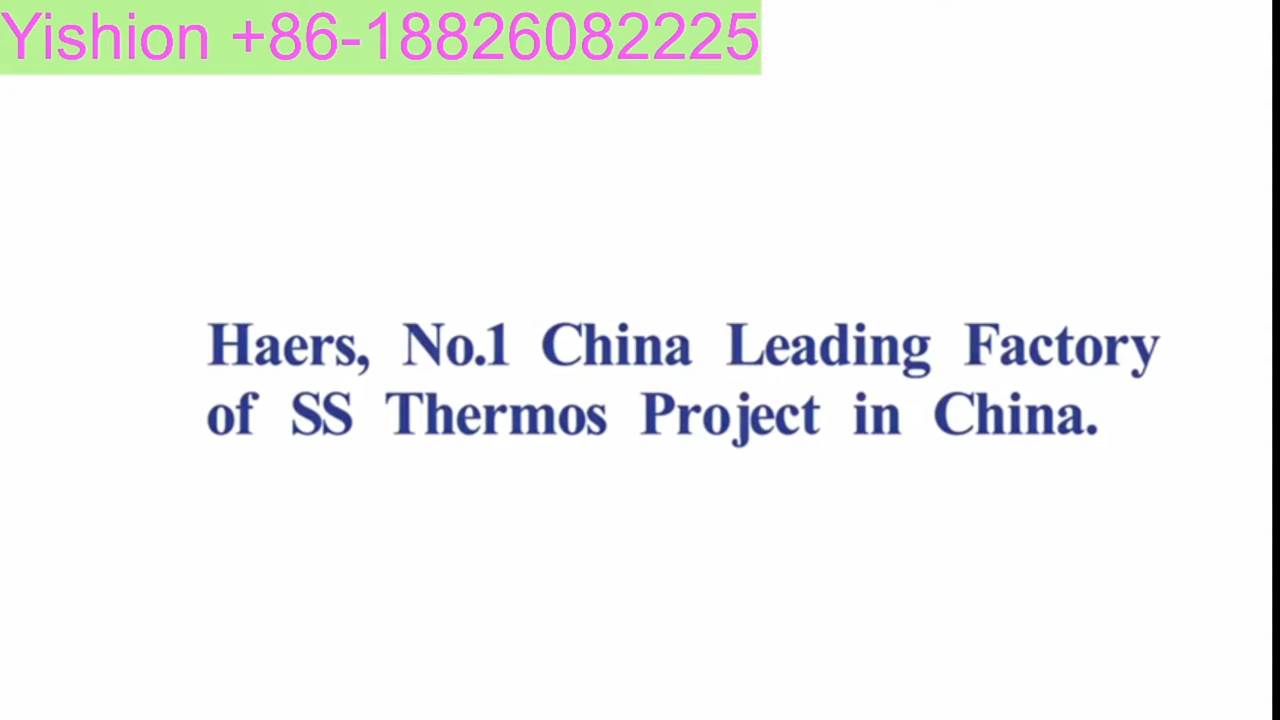 Yishion +86-18826082225
Haers, No.1 China Leading Factory
of SS Thermos Project in China.